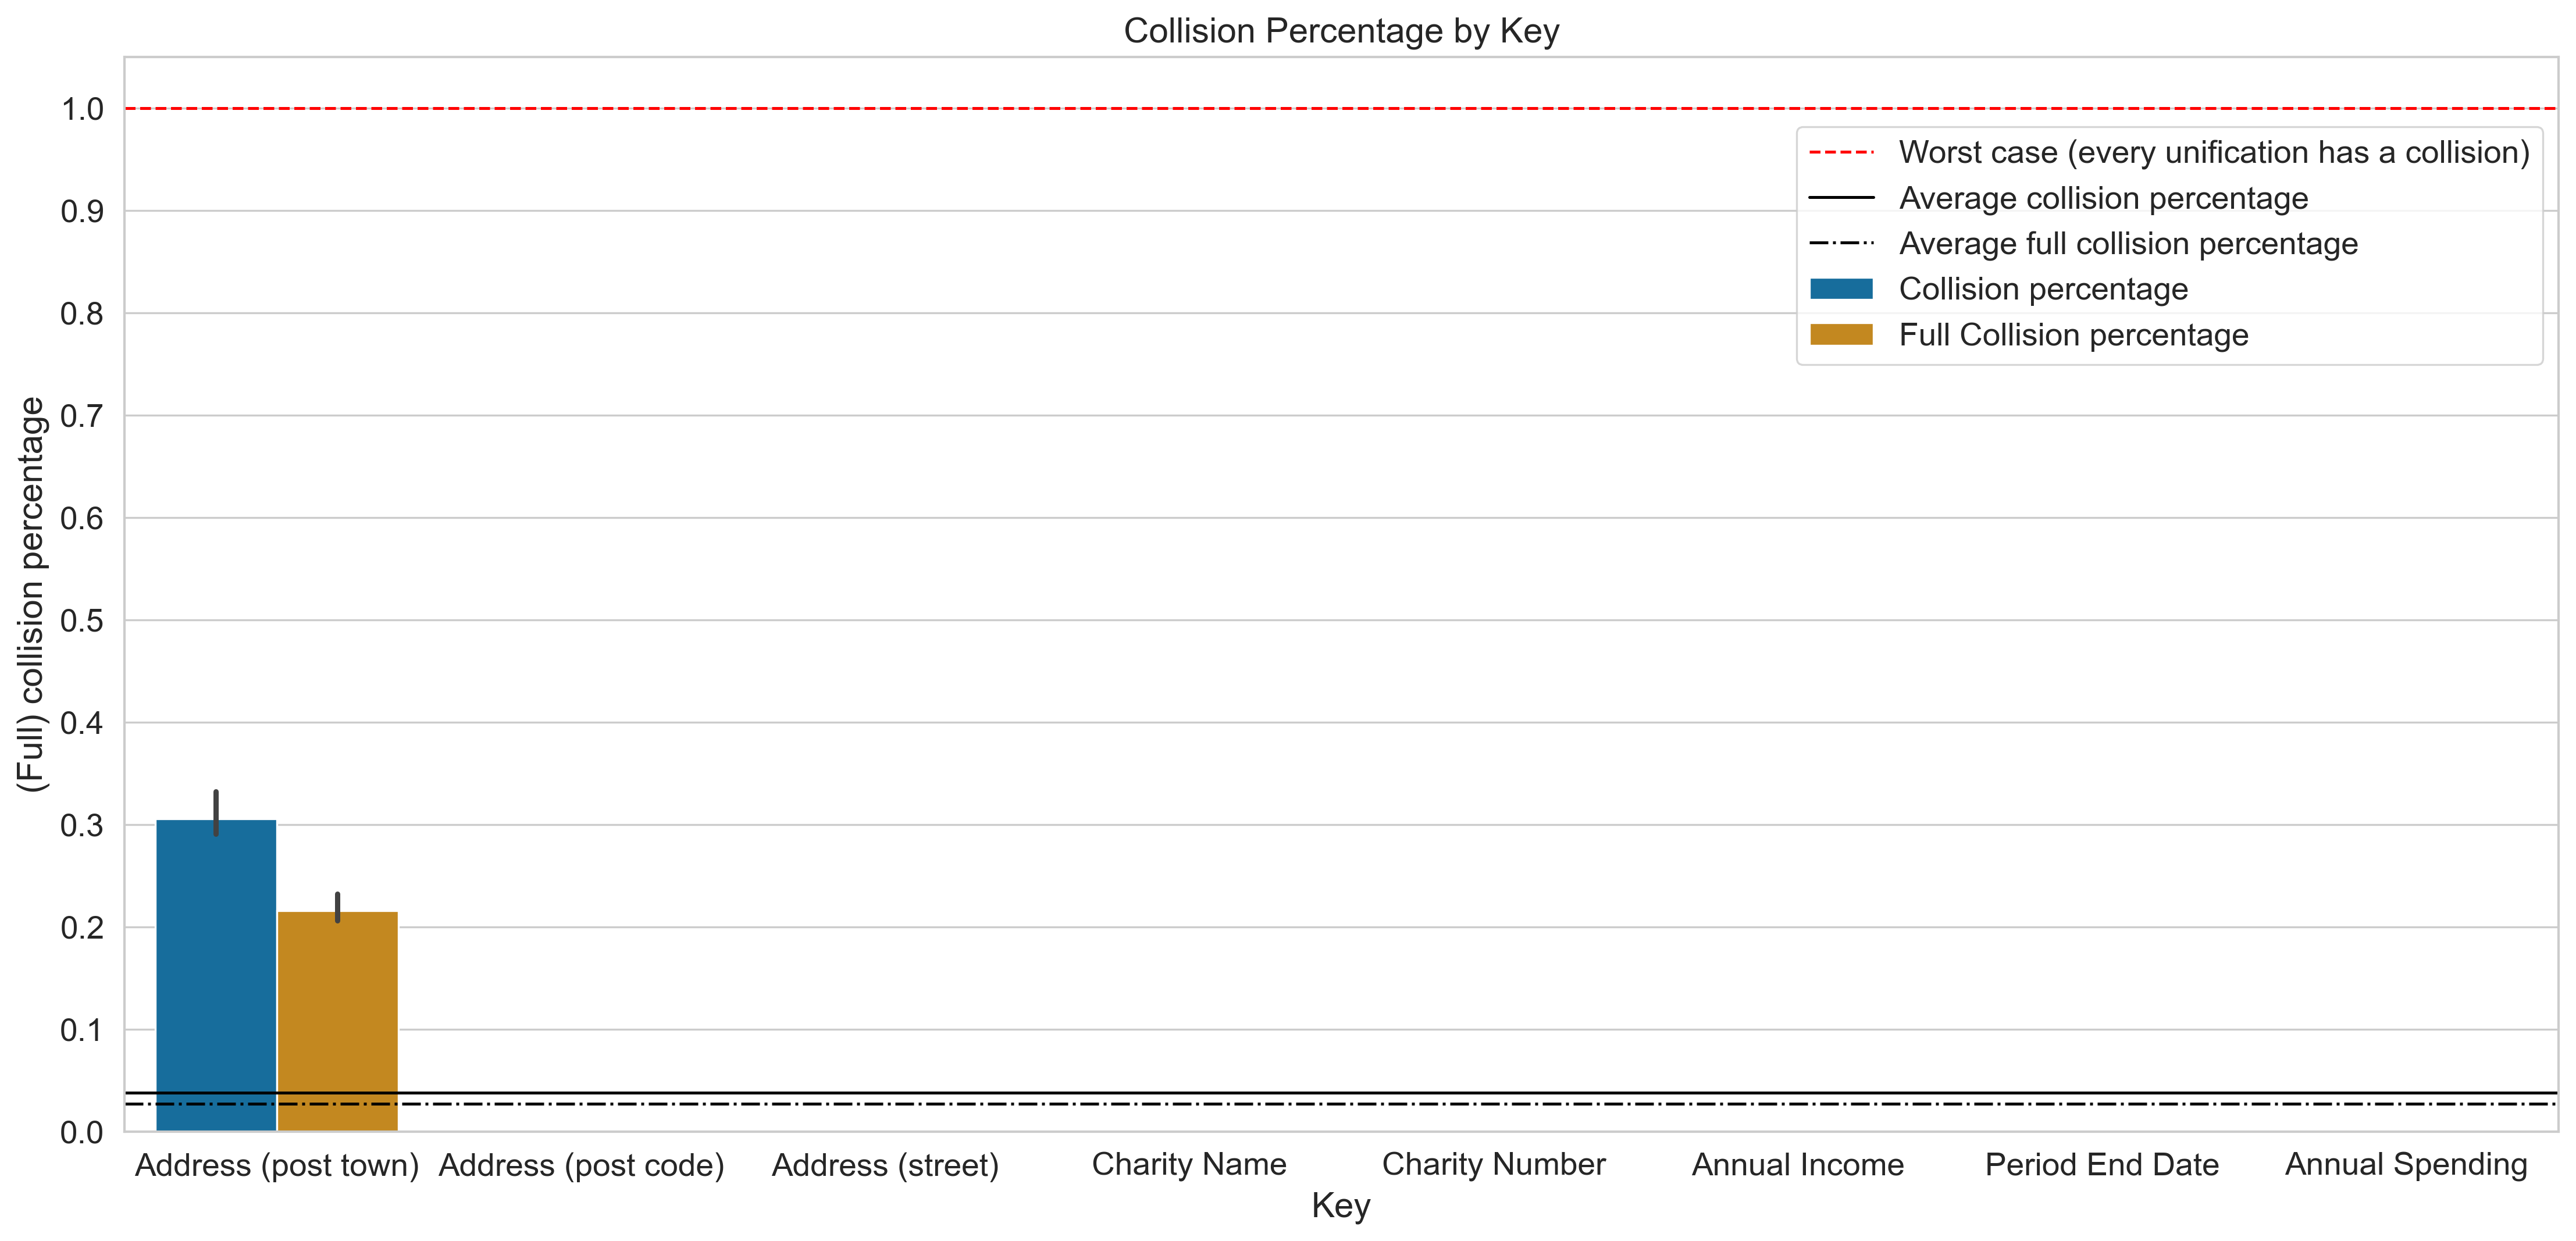 Collision Percentage by Key
1.0
0.9
0.8
0.7
0.6
0.5
0.4
0.3
0.2
0.1
0.0
(Full) collision percentage
Worst case (every unification has a collision)
Average collision percentage
Average full collision percentage
Collision percentage
Full Collision percentage
Address (post town) Address (post code) Address (street) Charity Name Charity Number Annual Income Period End Date Annual Spending
Key